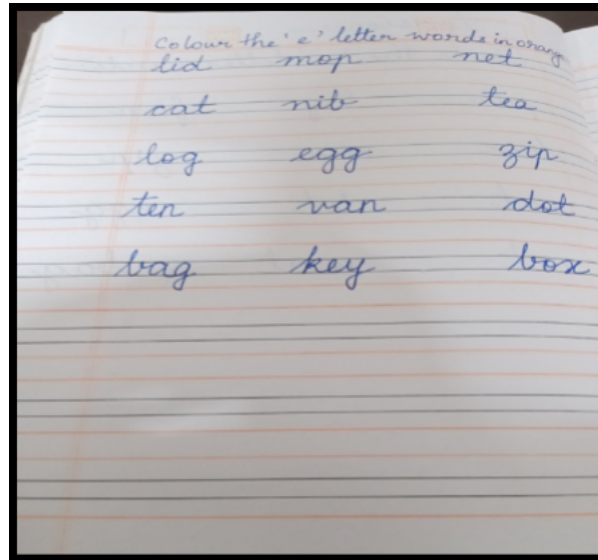 Colour the 'e' letter words in orang
lid mop net
cat nib tea
log egg zip
ten van dot
bag key box